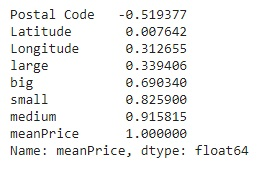 Postal Code   -0.519377
Latitude       0.007642
Longitude      0.312655
large          0.339406
big            0.690340
small          0.825900
medium         0.915815
meanPrice      1.000000
Name: meanPrice, dtype: float64